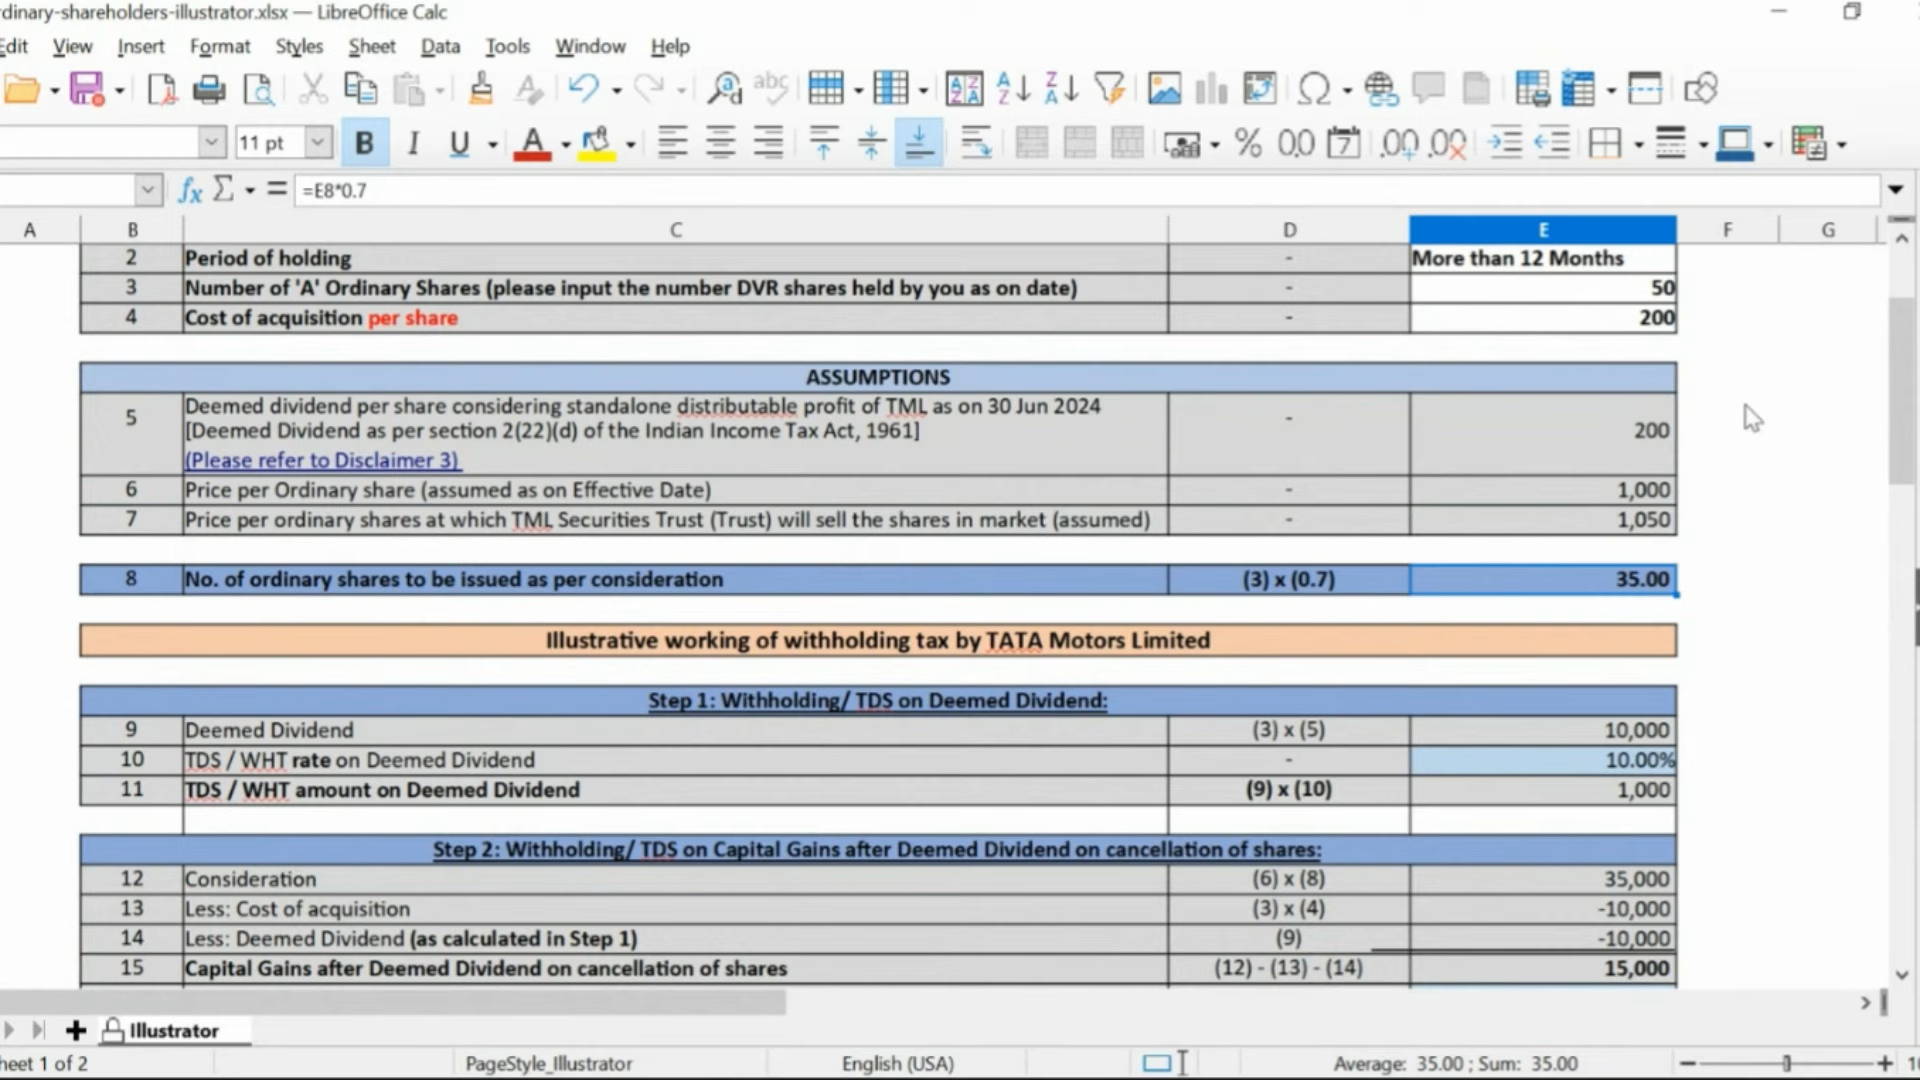 rdinary-shareholders-illustrator.xlsx — LibreOffice Calc
Edit View Insert Format Styles Sheet Data Tools Window Help
11 pt
=E8*0.7
A B C D E F G
2 Period of holding - More than 12 Months
3 Number of 'A' Ordinary Shares (please input the number DVR shares held by you as on date) - 50
4 Cost of acquisition per share - 200
ASSUMPTIONS
5 Deemed dividend per share considering standalone distributable profit of TML as on 30 Jun 2024 - 200
[Deemed Dividend as per section 2(22)(d) of the Indian Income Tax Act, 1961]
(Please refer to Disclaimer 3)
6 Price per Ordinary share (assumed as on Effective Date) - 1,000
7 Price per ordinary shares at which TML Securities Trust (Trust) will sell the shares in market (assumed) - 1,050
8 No. of ordinary shares to be issued as per consideration (3) x (0.7) 35.00
Illustrative working of withholding tax by TATA Motors Limited
Step 1: Withholding/ TDS on Deemed Dividend:
9 Deemed Dividend (3) x (5) 10,000
10 TDS / WHT rate on Deemed Dividend - 10.00%
11 TDS / WHT amount on Deemed Dividend (9) x (10) 1,000
Step 2: Withholding/ TDS on Capital Gains after Deemed Dividend on cancellation of shares:
12 Consideration (6) x (8) 35,000
13 Less: Cost of acquisition (3) x (4) -10,000
14 Less: Deemed Dividend (as calculated in Step 1) (9) -10,000
15 Capital Gains after Deemed Dividend on cancellation of shares (12) - (13) - (14) 15,000
Illustrator
heet 1 of 2 PageStyle_Illustrator English (USA) Average: 35.00 ; Sum: 35.00